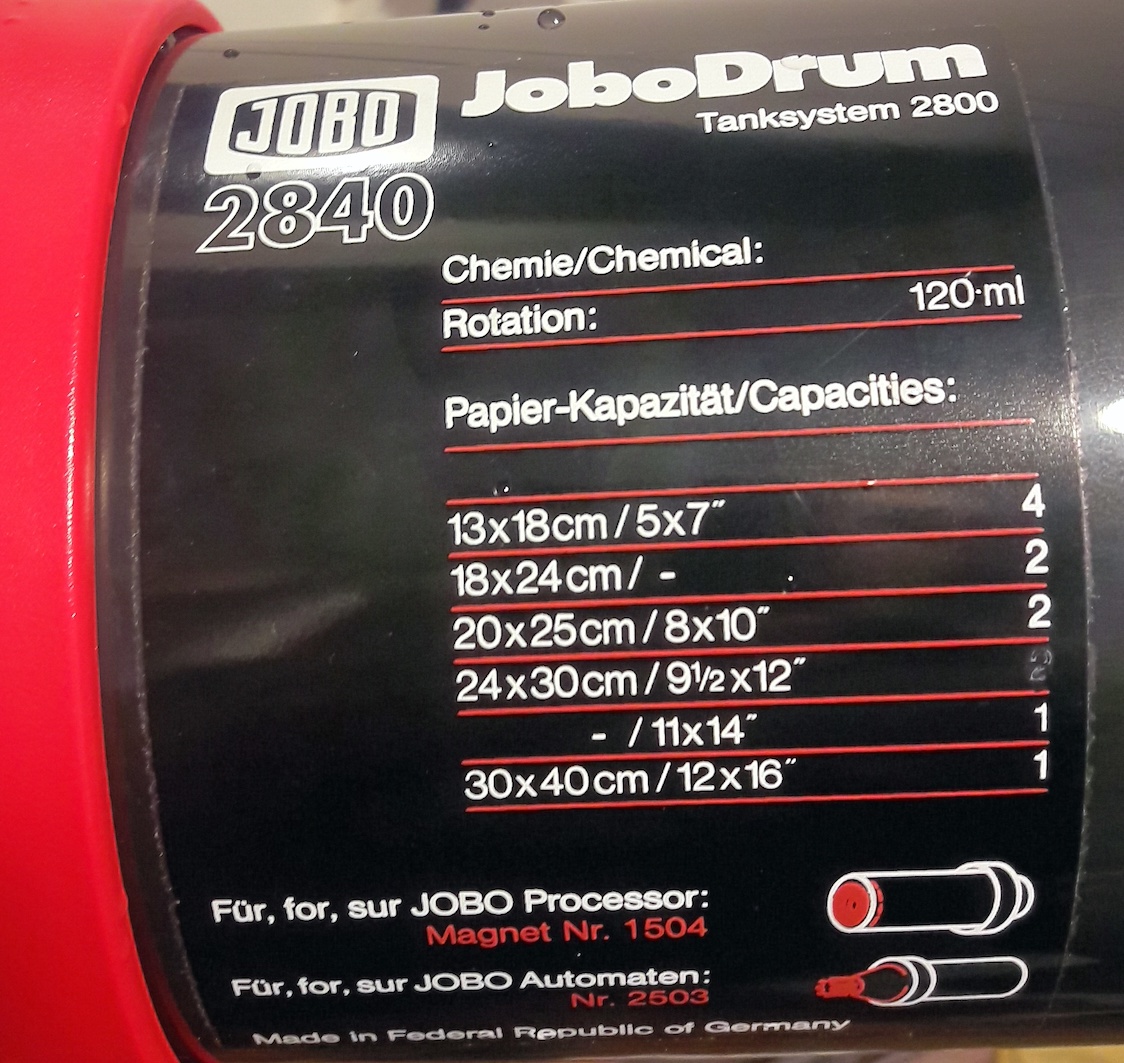 JOBO
JoboDrum
Tanksystem 2800
2840
Chemie/Chemical:
Rotation: 120 ml
Papier-Kapazität/Capacities:
13x18cm / 5x7″ 4
18x24cm / - 2
20x25cm / 8x10″ 2
24x30cm / 9½x12″
- / 11x14″ 1
30x40cm / 12x16″ 1
Für, for, sur JOBO Processor:
Magnet Nr. 1504
Für, for, sur JOBO Automaten:
Nr. 2503
Made in Federal Republic of Germany